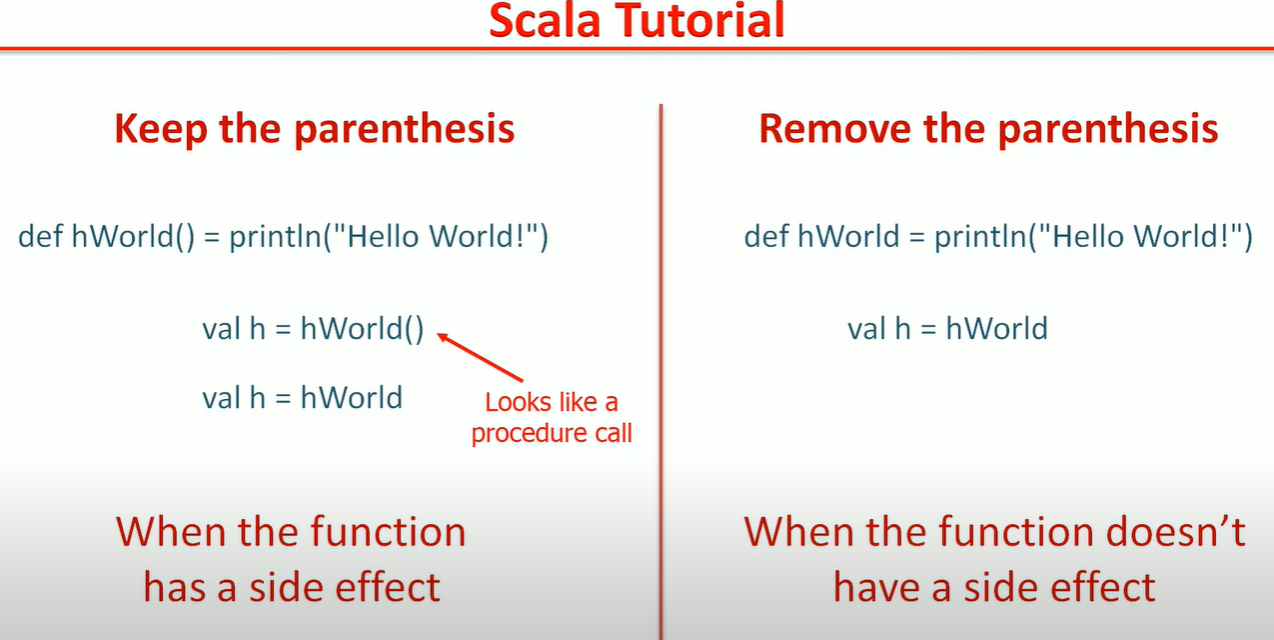 Scala Tutorial
Keep the parenthesis
def hWorld() = println("Hello World!")
val h = hWorld()
val h = hWorld
Looks like a
procedure call
When the function
has a side effect
Remove the parenthesis
def hWorld = println("Hello World!")
val h = hWorld
When the function doesn’t
have a side effect